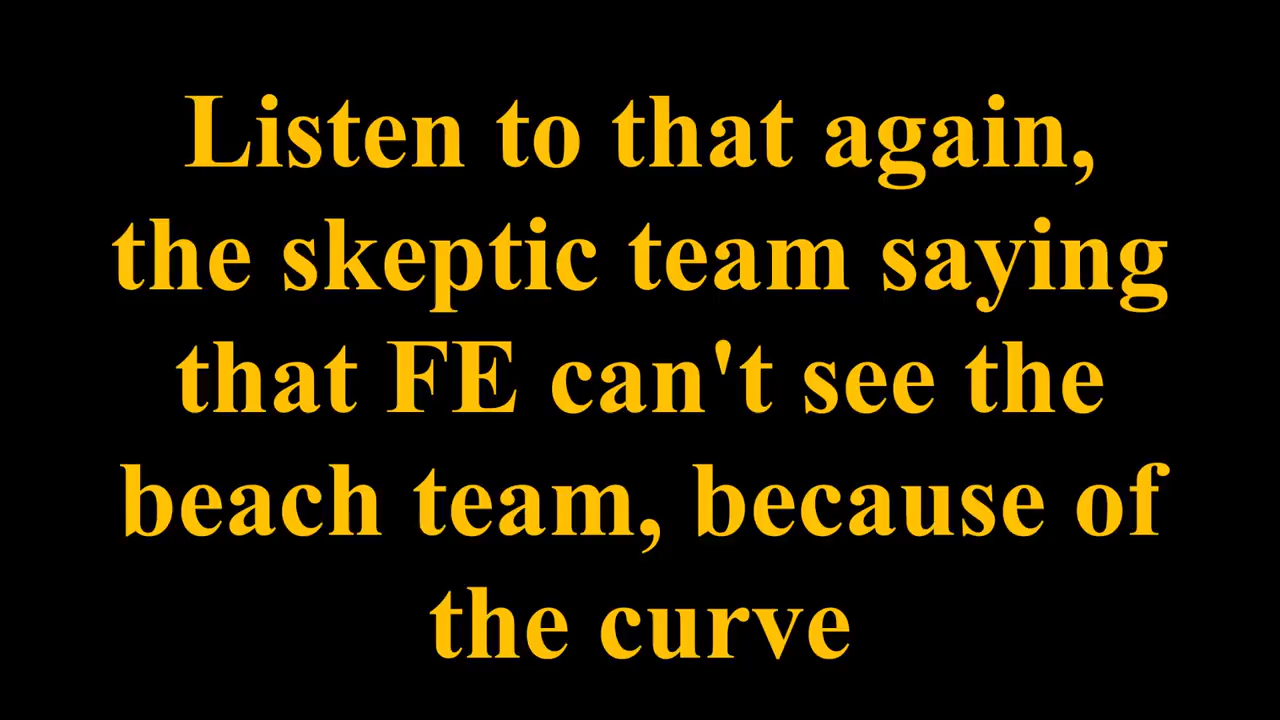 Listen to that again,
the skeptic team saying
that FE can't see the
beach team, because of
the curve